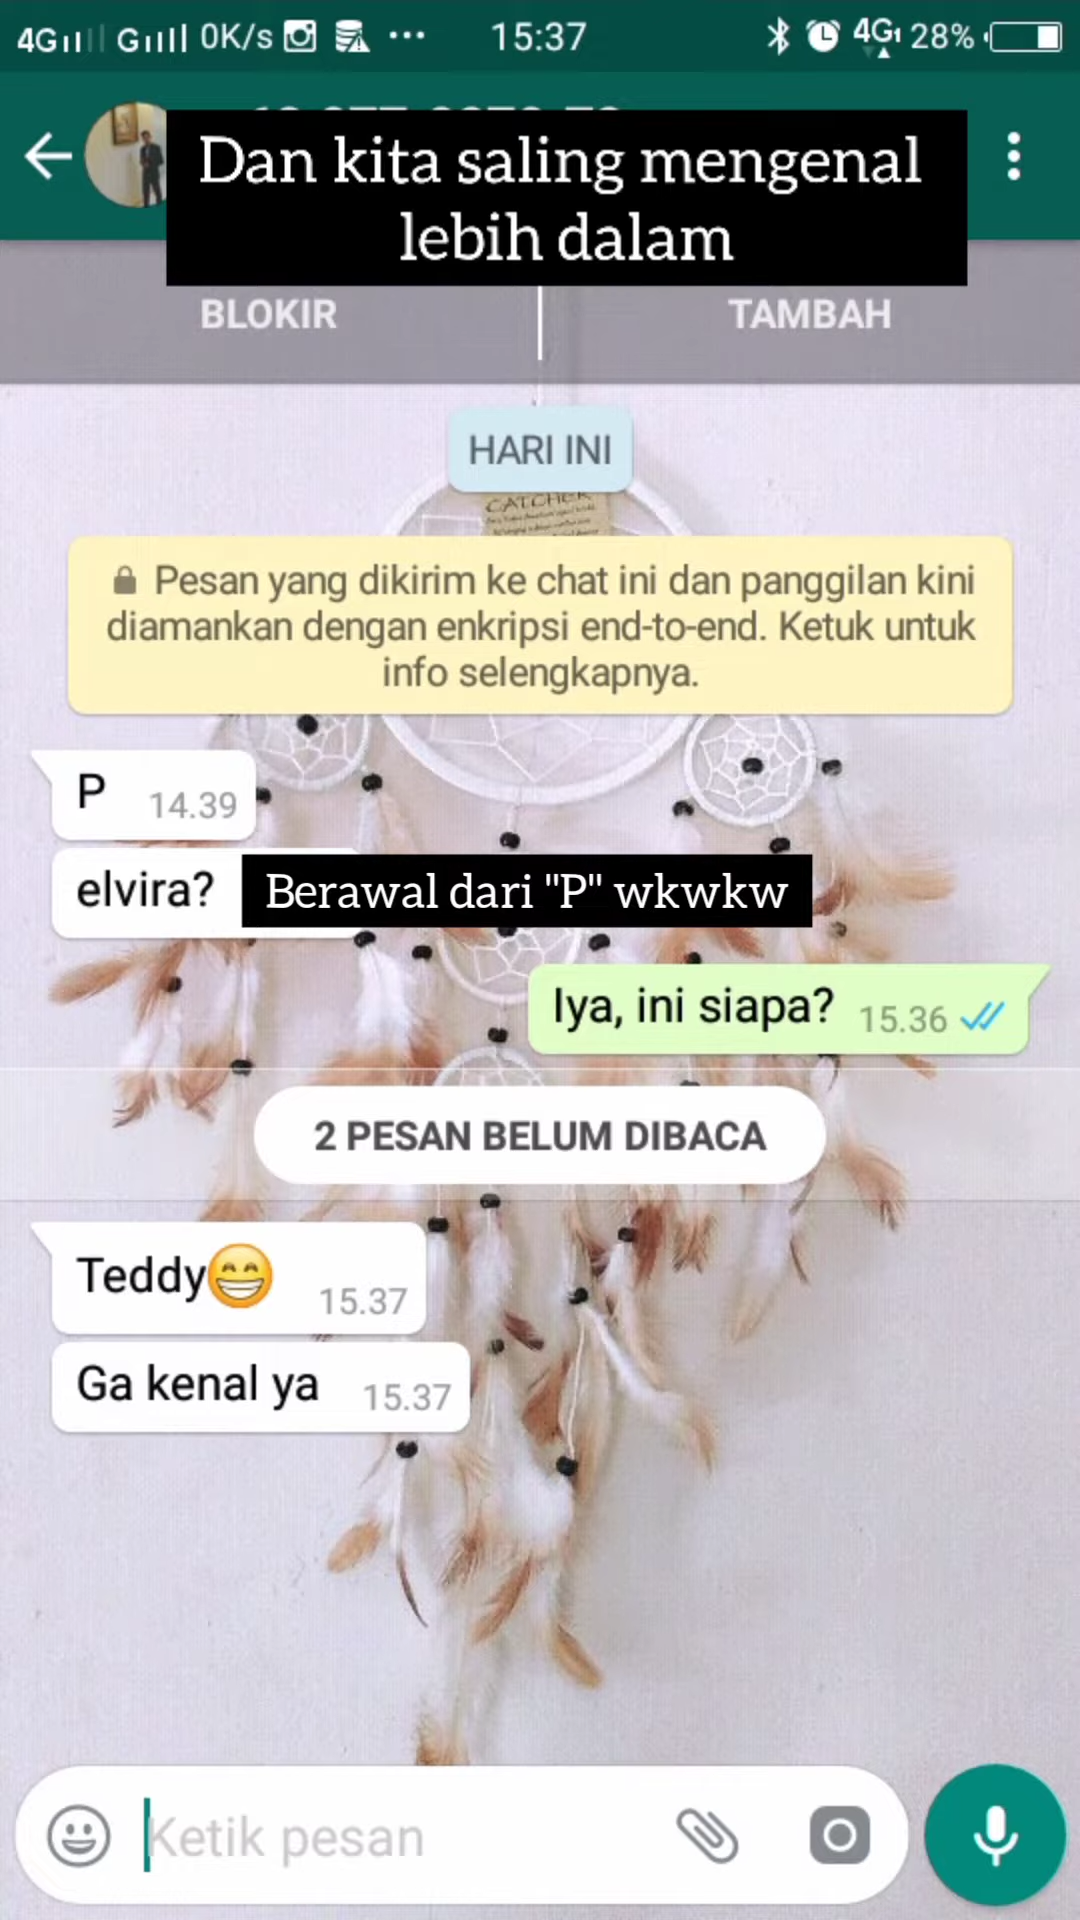 4G G 0K/s ... 15:37 4G1 28%
Dan kita saling mengenal
lebih dalam
BLOKIR TAMBAH
HARI INI
CATCHER
Pesan yang dikirim ke chat ini dan panggilan kini
diamankan dengan enkripsi end-to-end. Ketuk untuk
info selengkapnya.
P 14.39
elvira?
Berawal dari "P" wkwkw
Iya, ini siapa? 15.36
2 PESAN BELUM DIBACA
Teddy😁 15.37
Ga kenal ya 15.37
Ketik pesan